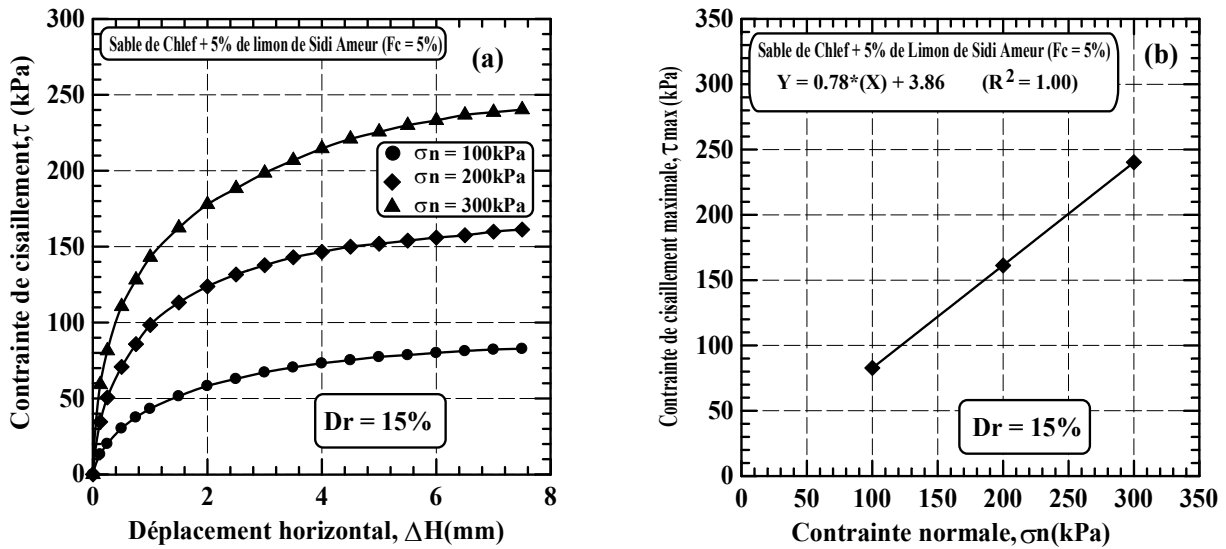 350
300
250
200
150
100
50
0
Contrainte de cisaillement,τ (kPa)
Sable de Chlef + 5% de limon de Sidi Ameur (Fc = 5%)
(a)
σn = 100kPa
σn = 200kPa
σn = 300kPa
Dr = 15%
0 2 4 6 8
Déplacement horizontal, ΔH(mm)
350
300
250
200
150
100
50
0
Contrainte de cisaillement maximale, τmax (kPa)
Sable de Chlef + 5% de Limon de Sidi Ameur (Fc = 5%)
Y = 0.78*(X) + 3.86 (R² = 1.00)
(b)
Dr = 15%
0 50 100 150 200 250 300 350
Contrainte normale, σn(kPa)